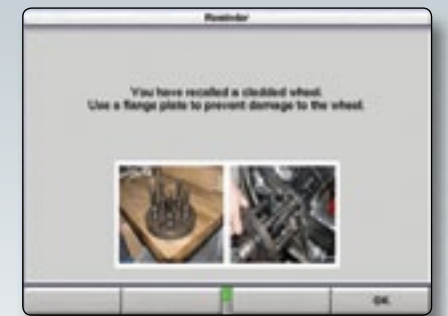 Reminder
You have recalled a cladded wheel.
Use a flange plate to prevent damage to the wheel.
OK